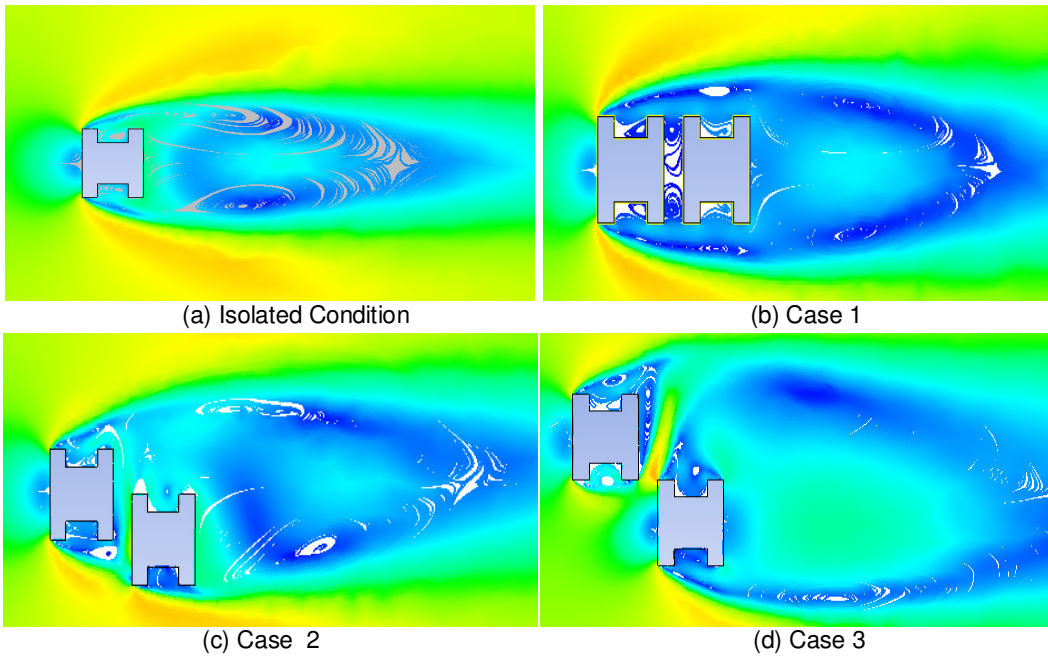 (a) Isolated Condition
(b) Case 1
(c) Case 2
(d) Case 3